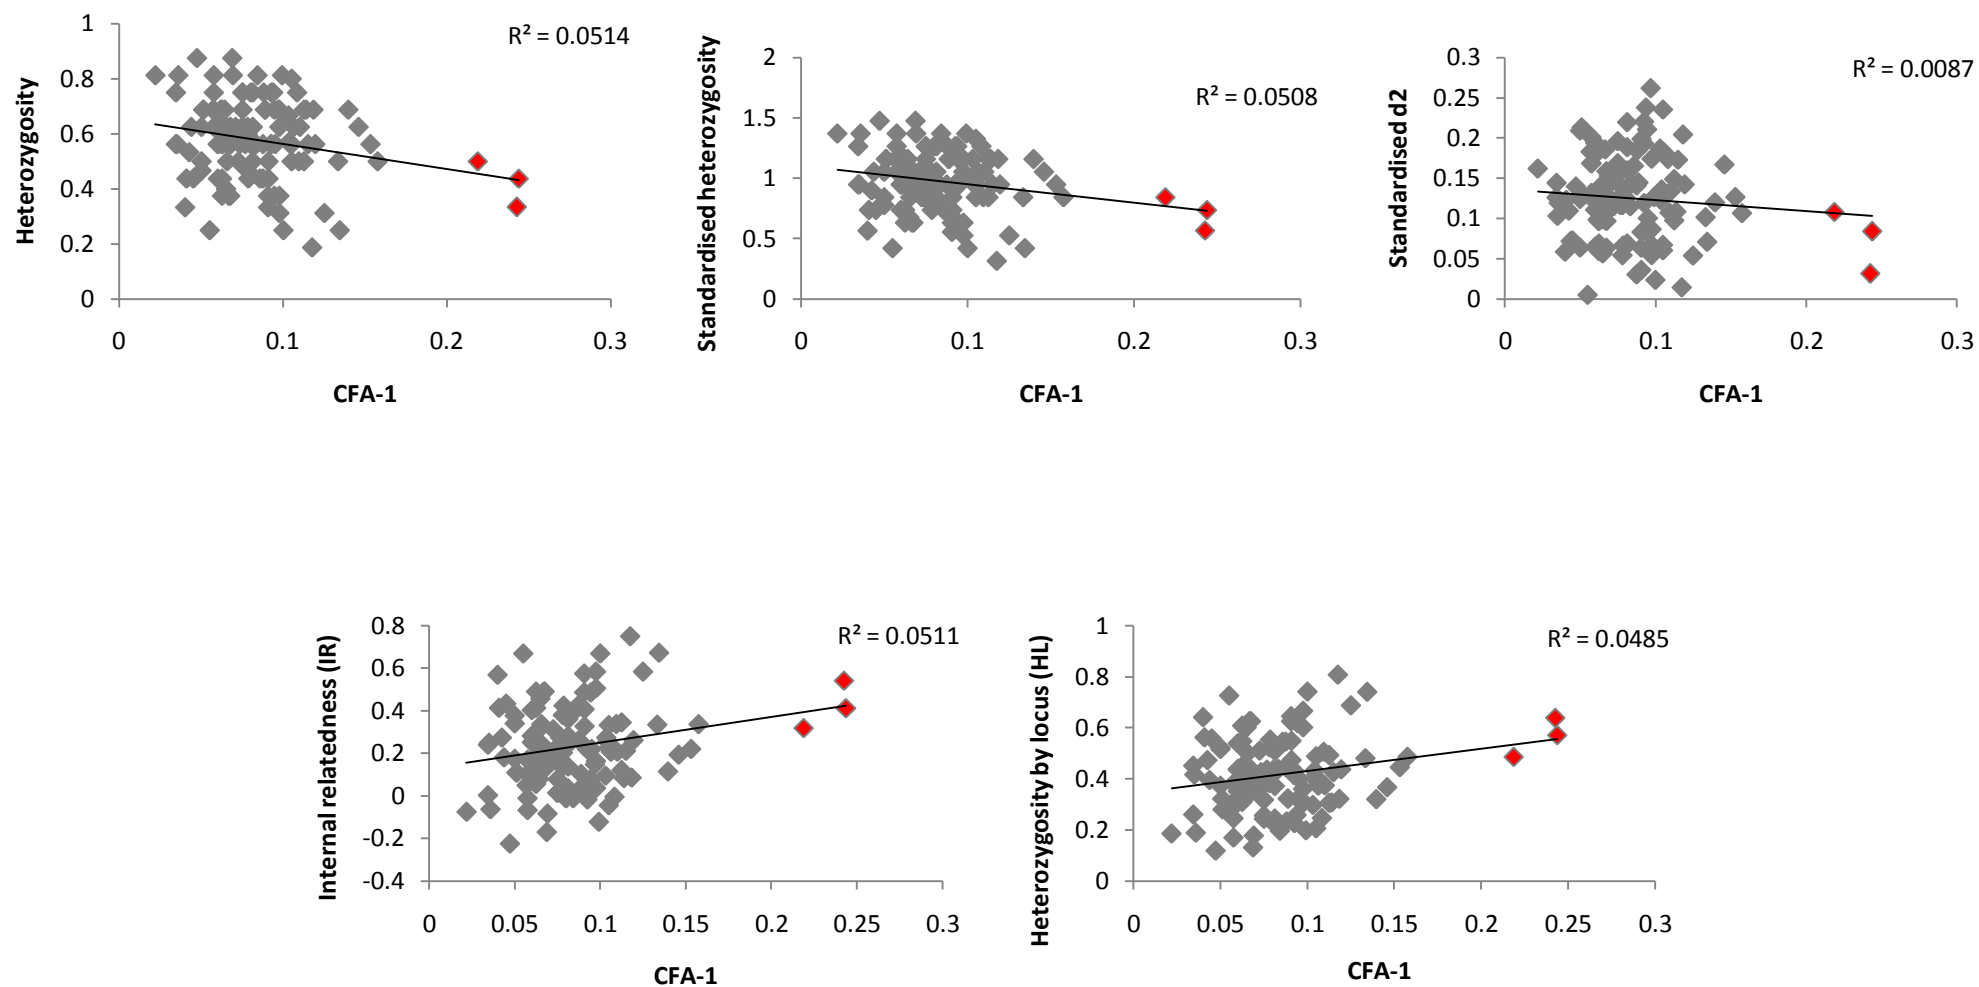 Heterozygosity
1
0.8
0.6
0.4
0.2
0
0 0.1 0.2 0.3
CFA-1
R² = 0.0514
Standardised heterozygosity
2
1.5
1
0.5
0
0 0.1 0.2 0.3
CFA-1
R² = 0.0508
Standardised d2
0.3
0.25
0.2
0.15
0.1
0.05
0
0 0.1 0.2 0.3
CFA-1
R² = 0.0087
Internal relatedness (IR)
0.8
0.6
0.4
0.2
0
-0.2
-0.4
0 0.05 0.1 0.15 0.2 0.25 0.3
CFA-1
R² = 0.0511
Heterozygosity by locus (HL)
1
0.8
0.6
0.4
0.2
0
0 0.05 0.1 0.15 0.2 0.25 0.3
CFA-1
R² = 0.0485